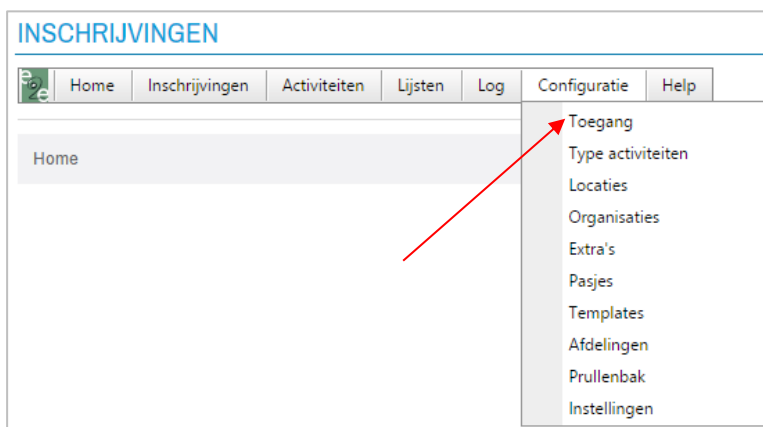 INSCHRIJVINGEN
e2e Home Inschrijvingen Activiteiten Lijsten Log Configuratie Help
Toegang
Type activiteiten
Home
Locaties
Organisaties
Extra's
Pasjes
Templates
Afdelingen
Prullenbak
Instellingen